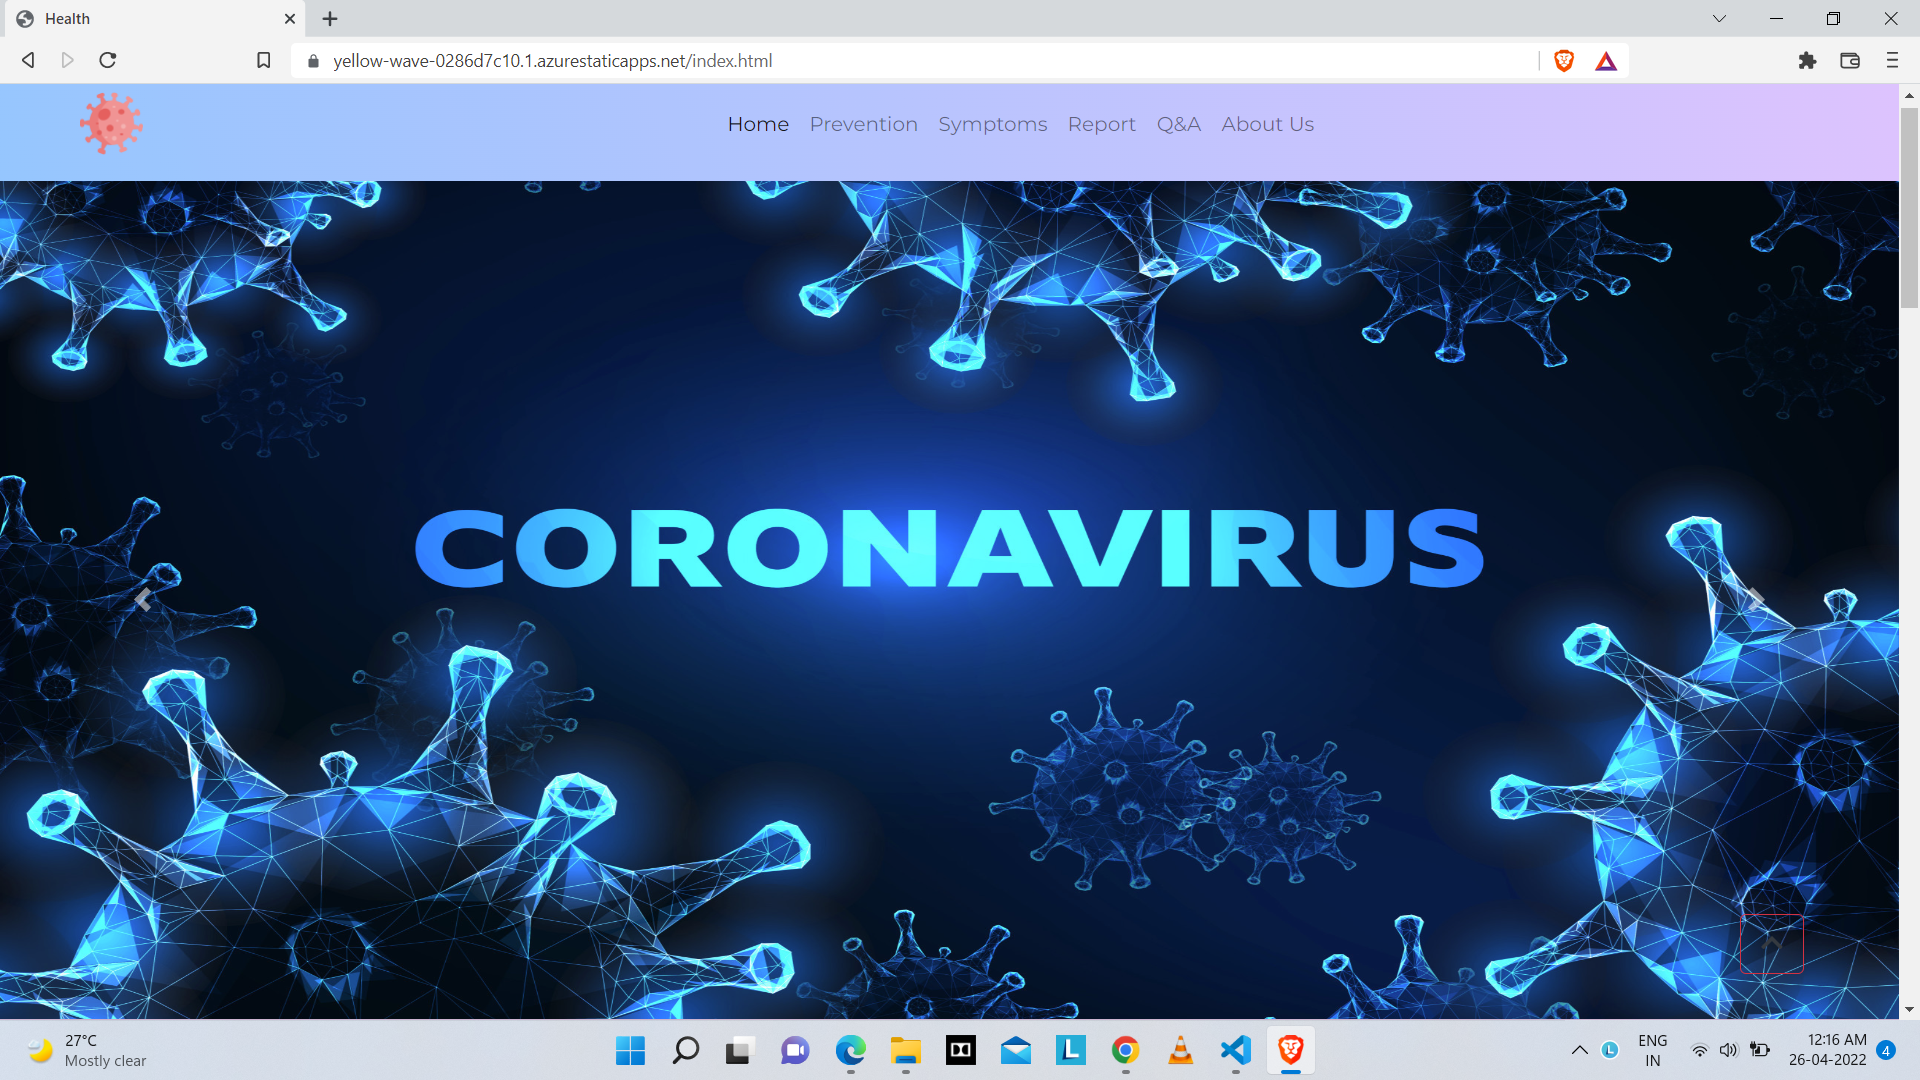 Health
yellow-wave-0286d7c10.1.azurestaticapps.net/index.html
Home Prevention Symptoms Report Q&A About Us
CORONAVIRUS
27°C
Mostly clear
L
L
ENG
IN
12:16 AM
26-04-2022
4